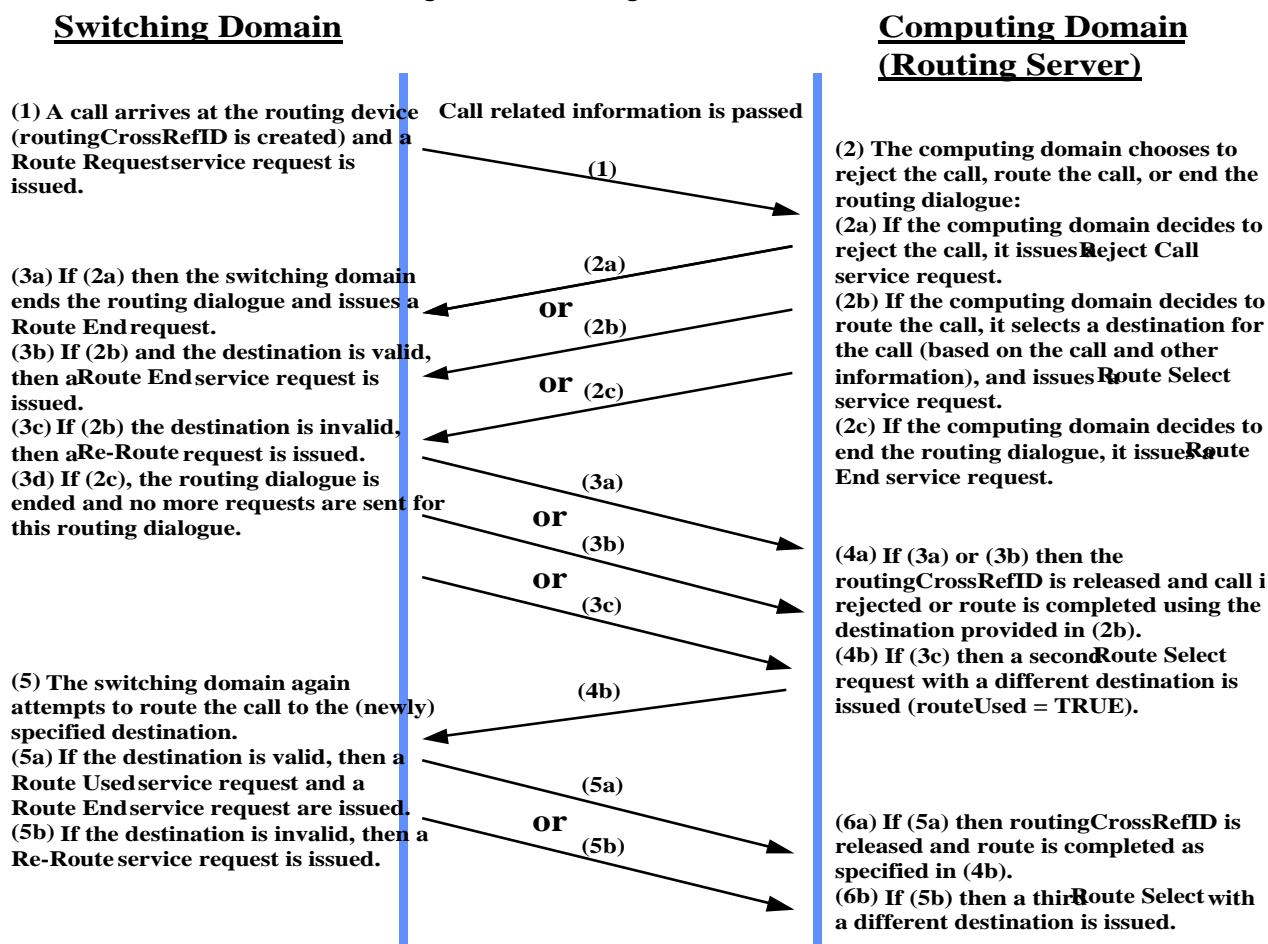 Switching Domain
Computing Domain
(Routing Server)
(1) A call arrives at the routing device
(routingCrossRefID is created) and a
Route Request service request is
issued.
Call related information is passed
(1)
(2) The computing domain chooses to
reject the call, route the call, or end the
routing dialogue:
(2a) If the computing domain decides to
reject the call, it issues a Reject Call
service request.
(2b) If the computing domain decides to
route the call, it selects a destination for
the call (based on the call and other
information), and issues a Route Select
service request.
(2c) If the computing domain decides to
end the routing dialogue, it issues a Route
End service request.
(2a)
or
(2b)
or
(2c)
(3a) If (2a) then the switching domain
ends the routing dialogue and issues a
Route End request.
(3b) If (2b) and the destination is valid,
then a Route End service request is
issued.
(3c) If (2b) the destination is invalid,
then a Re-Route request is issued.
(3d) If (2c), the routing dialogue is
ended and no more requests are sent for
this routing dialogue.
(3a)
or
(3b)
or
(3c)
(4a) If (3a) or (3b) then the
routingCrossRefID is released and call i
rejected or route is completed using the
destination provided in (2b).
(4b) If (3c) then a second Route Select
request with a different destination is
issued (routeUsed = TRUE).
(4b)
(5) The switching domain again
attempts to route the call to the (newly)
specified destination.
(5a) If the destination is valid, then a
Route Used service request and a
Route End service request are issued.
(5b) If the destination is invalid, then a
Re-Route service request is issued.
(5a)
or
(5b)
(6a) If (5a) then routingCrossRefID is
released and route is completed as
specified in (4b).
(6b) If (5b) then a third Route Select with
a different destination is issued.